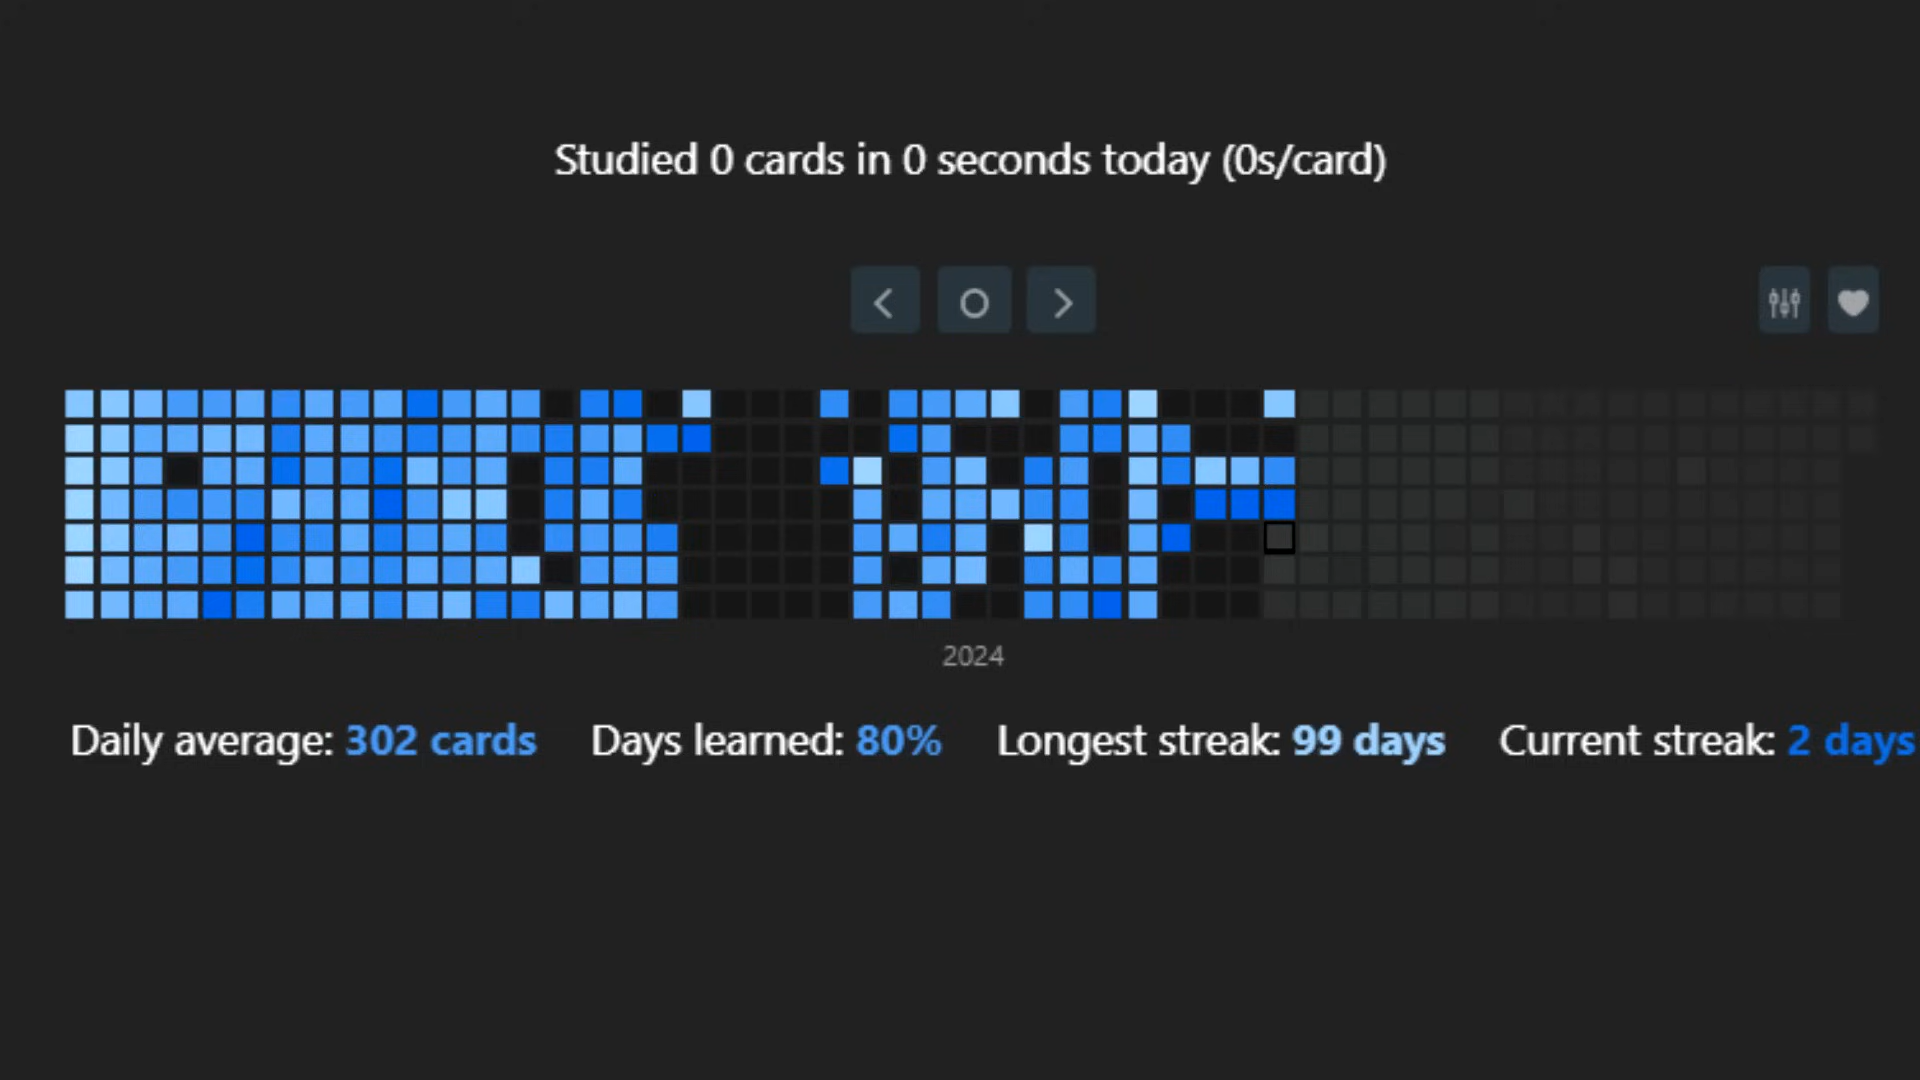 Studied 0 cards in 0 seconds today (0s/card)
2024
Daily average: 302 cards Days learned: 80% Longest streak: 99 days Current streak: 2 days